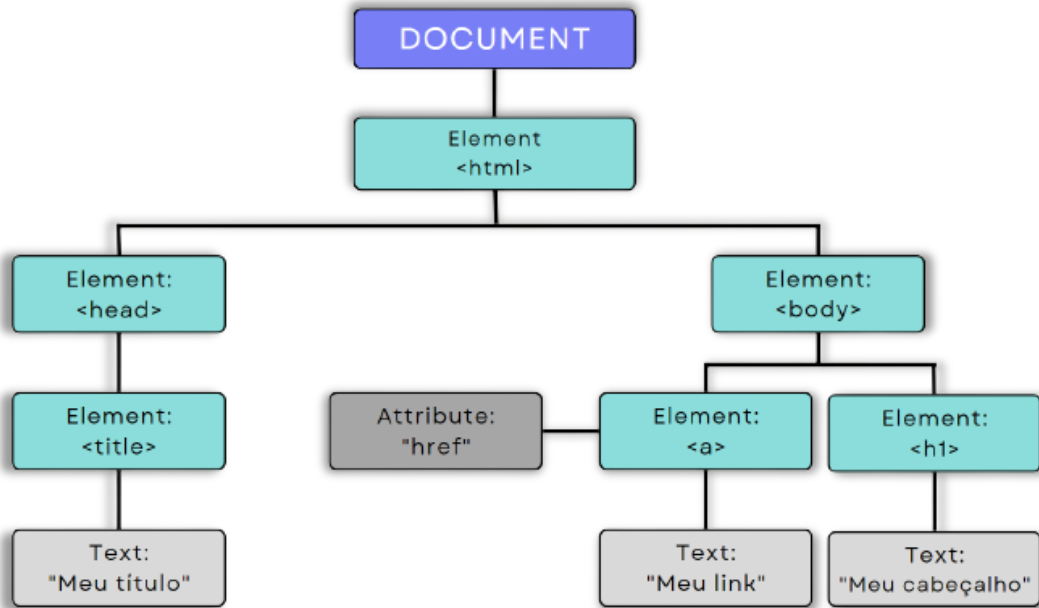 DOCUMENT
Element
<html>
Element:
<head>
Element:
<body>
Element:
<title>
Attribute:
"href"
Element:
<a>
Element:
<h1>
Text:
"Meu título"
Text:
"Meu link"
Text:
"Meu cabeçalho"